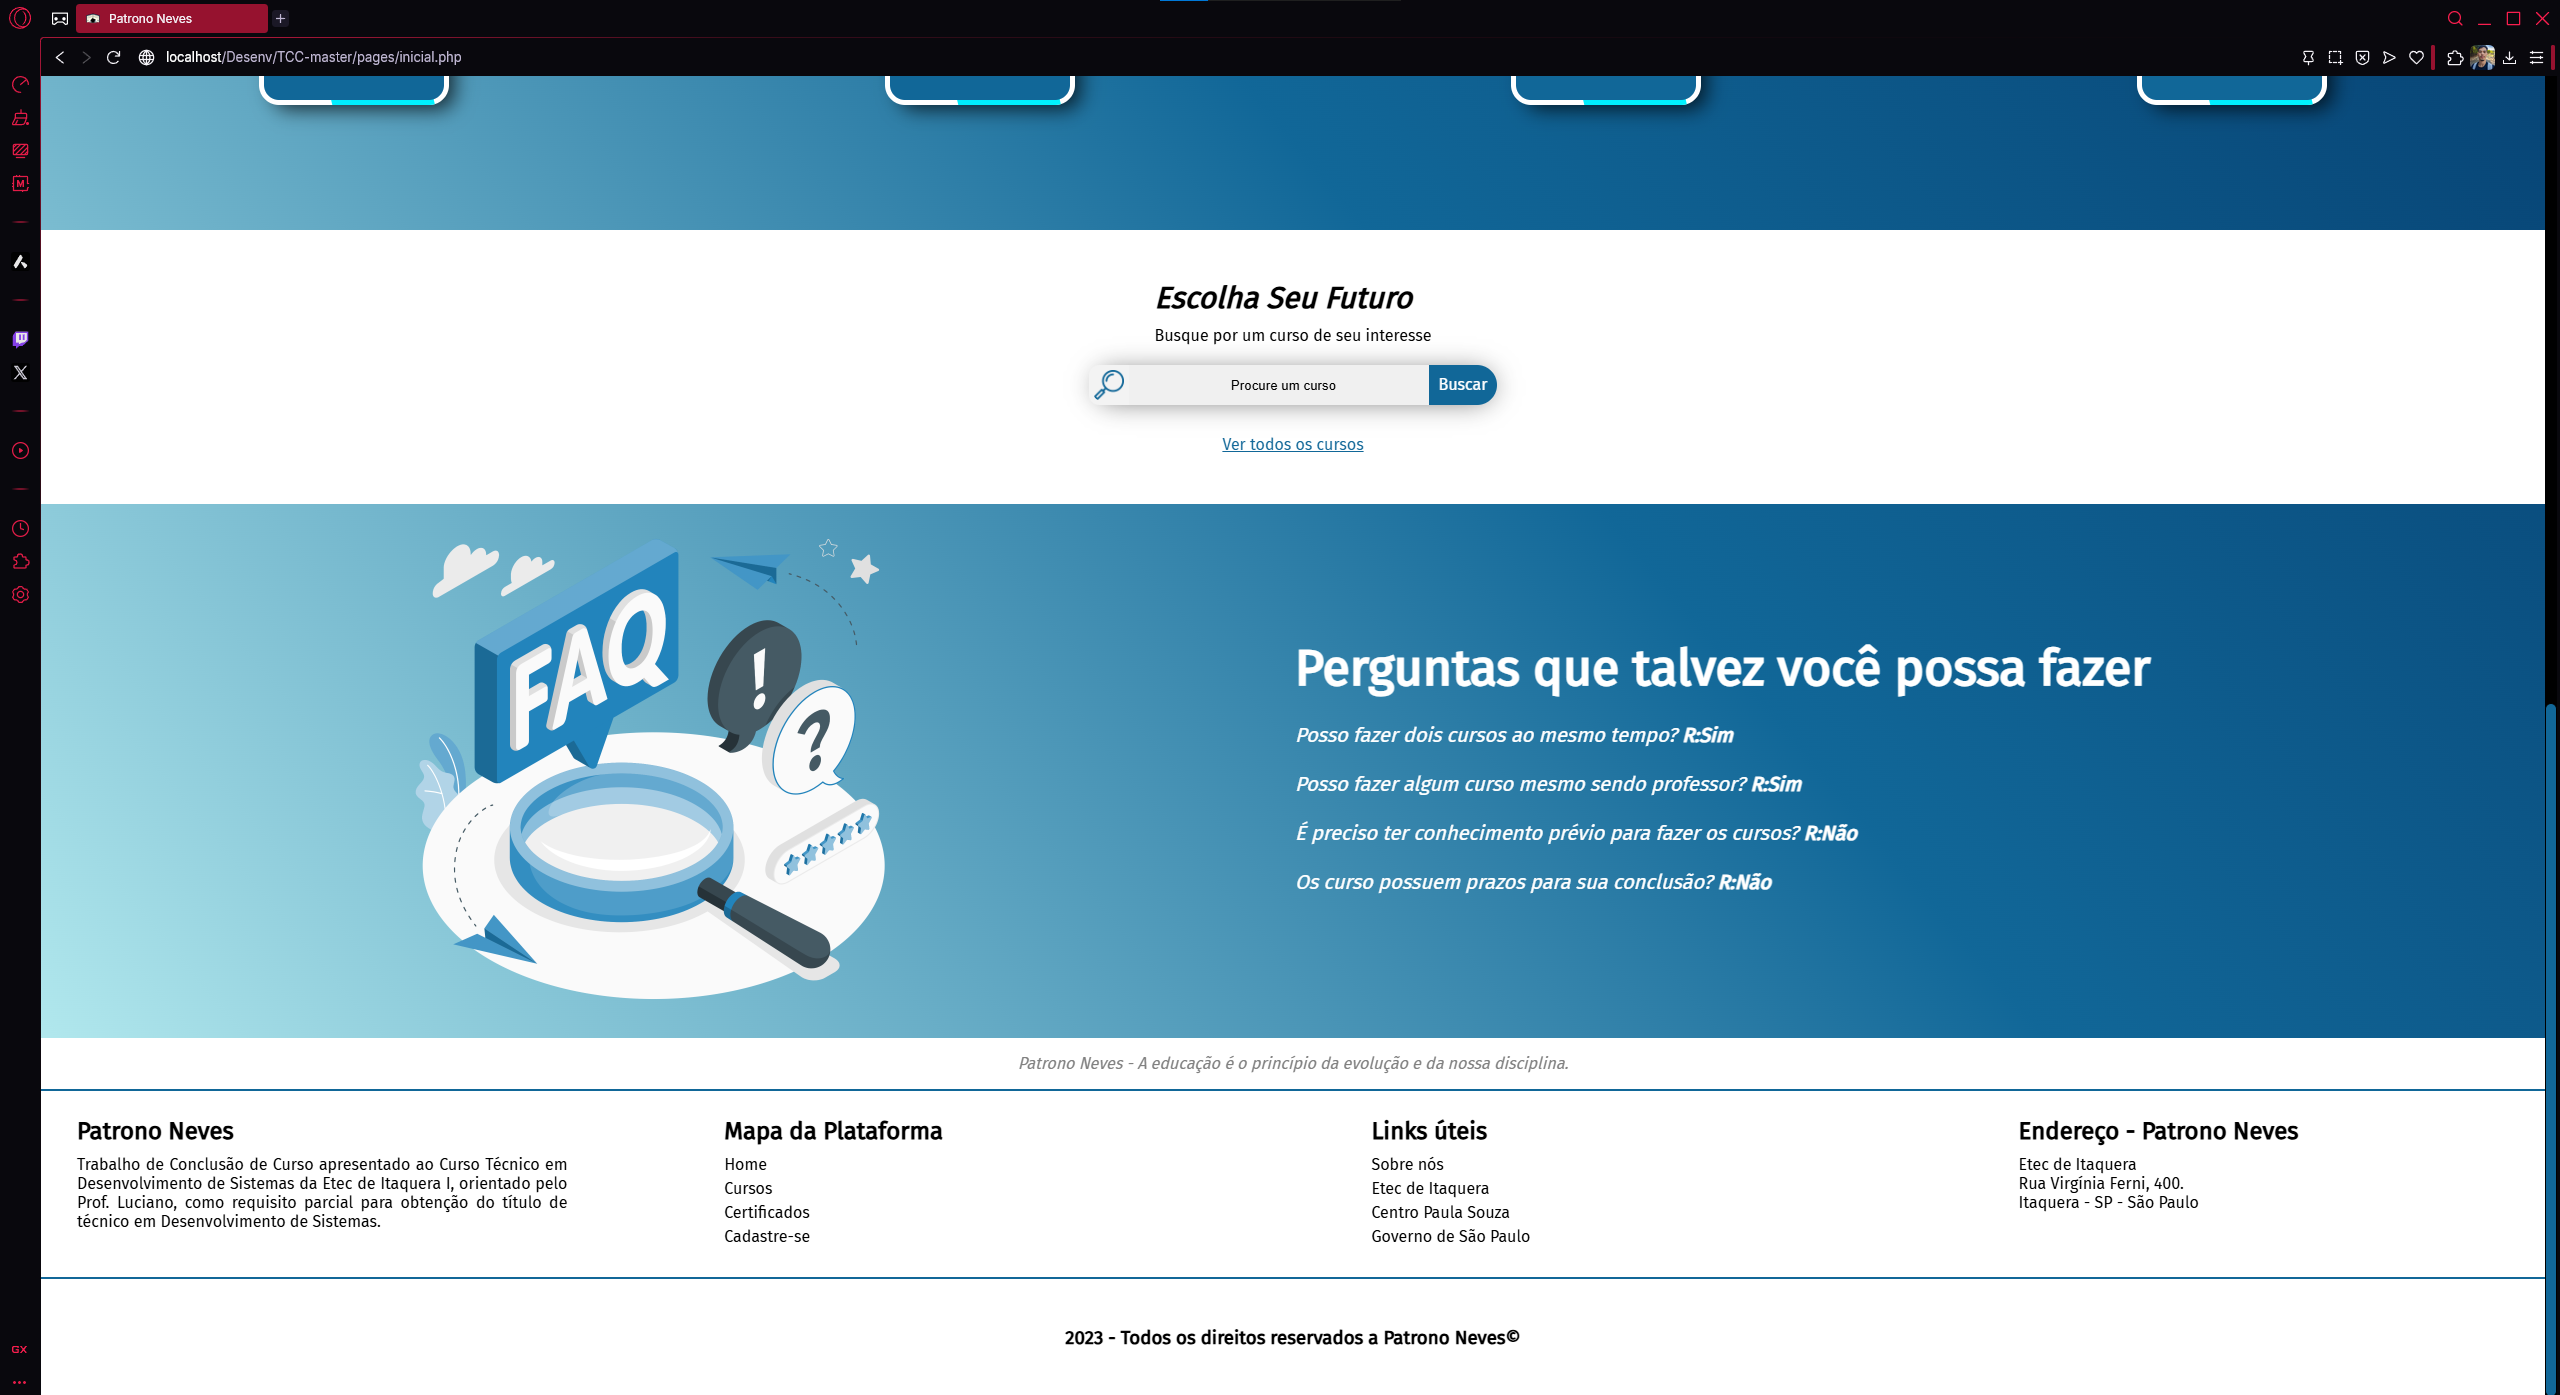 Patrono Neves
localhost/Desenv/TCC-master/pages/inicial.php
Escolha Seu Futuro
Busque por um curso de seu interesse
Procure um curso
Buscar
Ver todos os cursos
FAQ
!
?
Perguntas que talvez você possa fazer
Posso fazer dois cursos ao mesmo tempo? R:Sim
Posso fazer algum curso mesmo sendo professor? R:Sim
É preciso ter conhecimento prévio para fazer os cursos? R:Não
Os curso possuem prazos para sua conclusão? R:Não
Patrono Neves - A educação é o princípio da evolução e da nossa disciplina.
Patrono Neves
Trabalho de Conclusão de Curso apresentado ao Curso Técnico em
Desenvolvimento de Sistemas da Etec de Itaquera I, orientado pelo
Prof. Luciano, como requisito parcial para obtenção do título de
técnico em Desenvolvimento de Sistemas.
Mapa da Plataforma
Home
Cursos
Certificados
Cadastre-se
Links úteis
Sobre nós
Etec de Itaquera
Centro Paula Souza
Governo de São Paulo
Endereço - Patrono Neves
Etec de Itaquera
Rua Virgínia Ferni, 400.
Itaquera - SP - São Paulo
2023 - Todos os direitos reservados a Patrono Neves©
GX